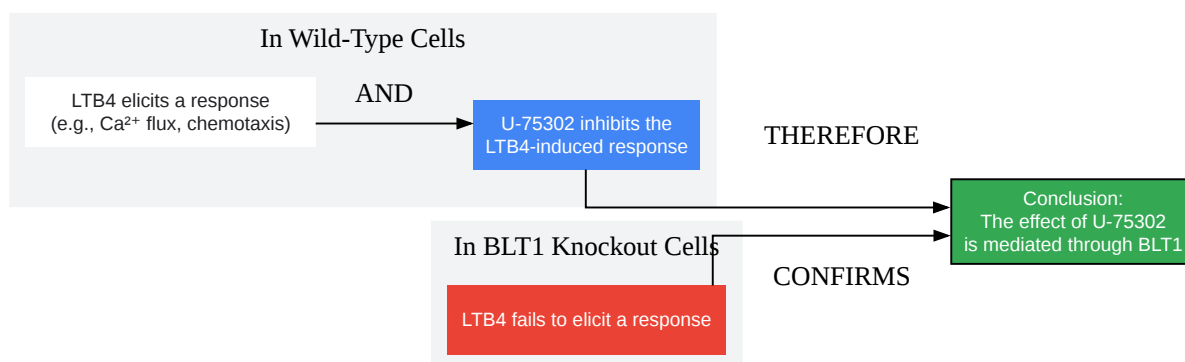 In Wild-Type Cells
LTB4 elicits a response
(e.g., Ca²⁺ flux, chemotaxis)
AND
U-75302 inhibits the
LTB4-induced response
THEREFORE
Conclusion:
The effect of U-75302
is mediated through BLT1
In BLT1 Knockout Cells
CONFIRMS
LTB4 fails to elicit a response